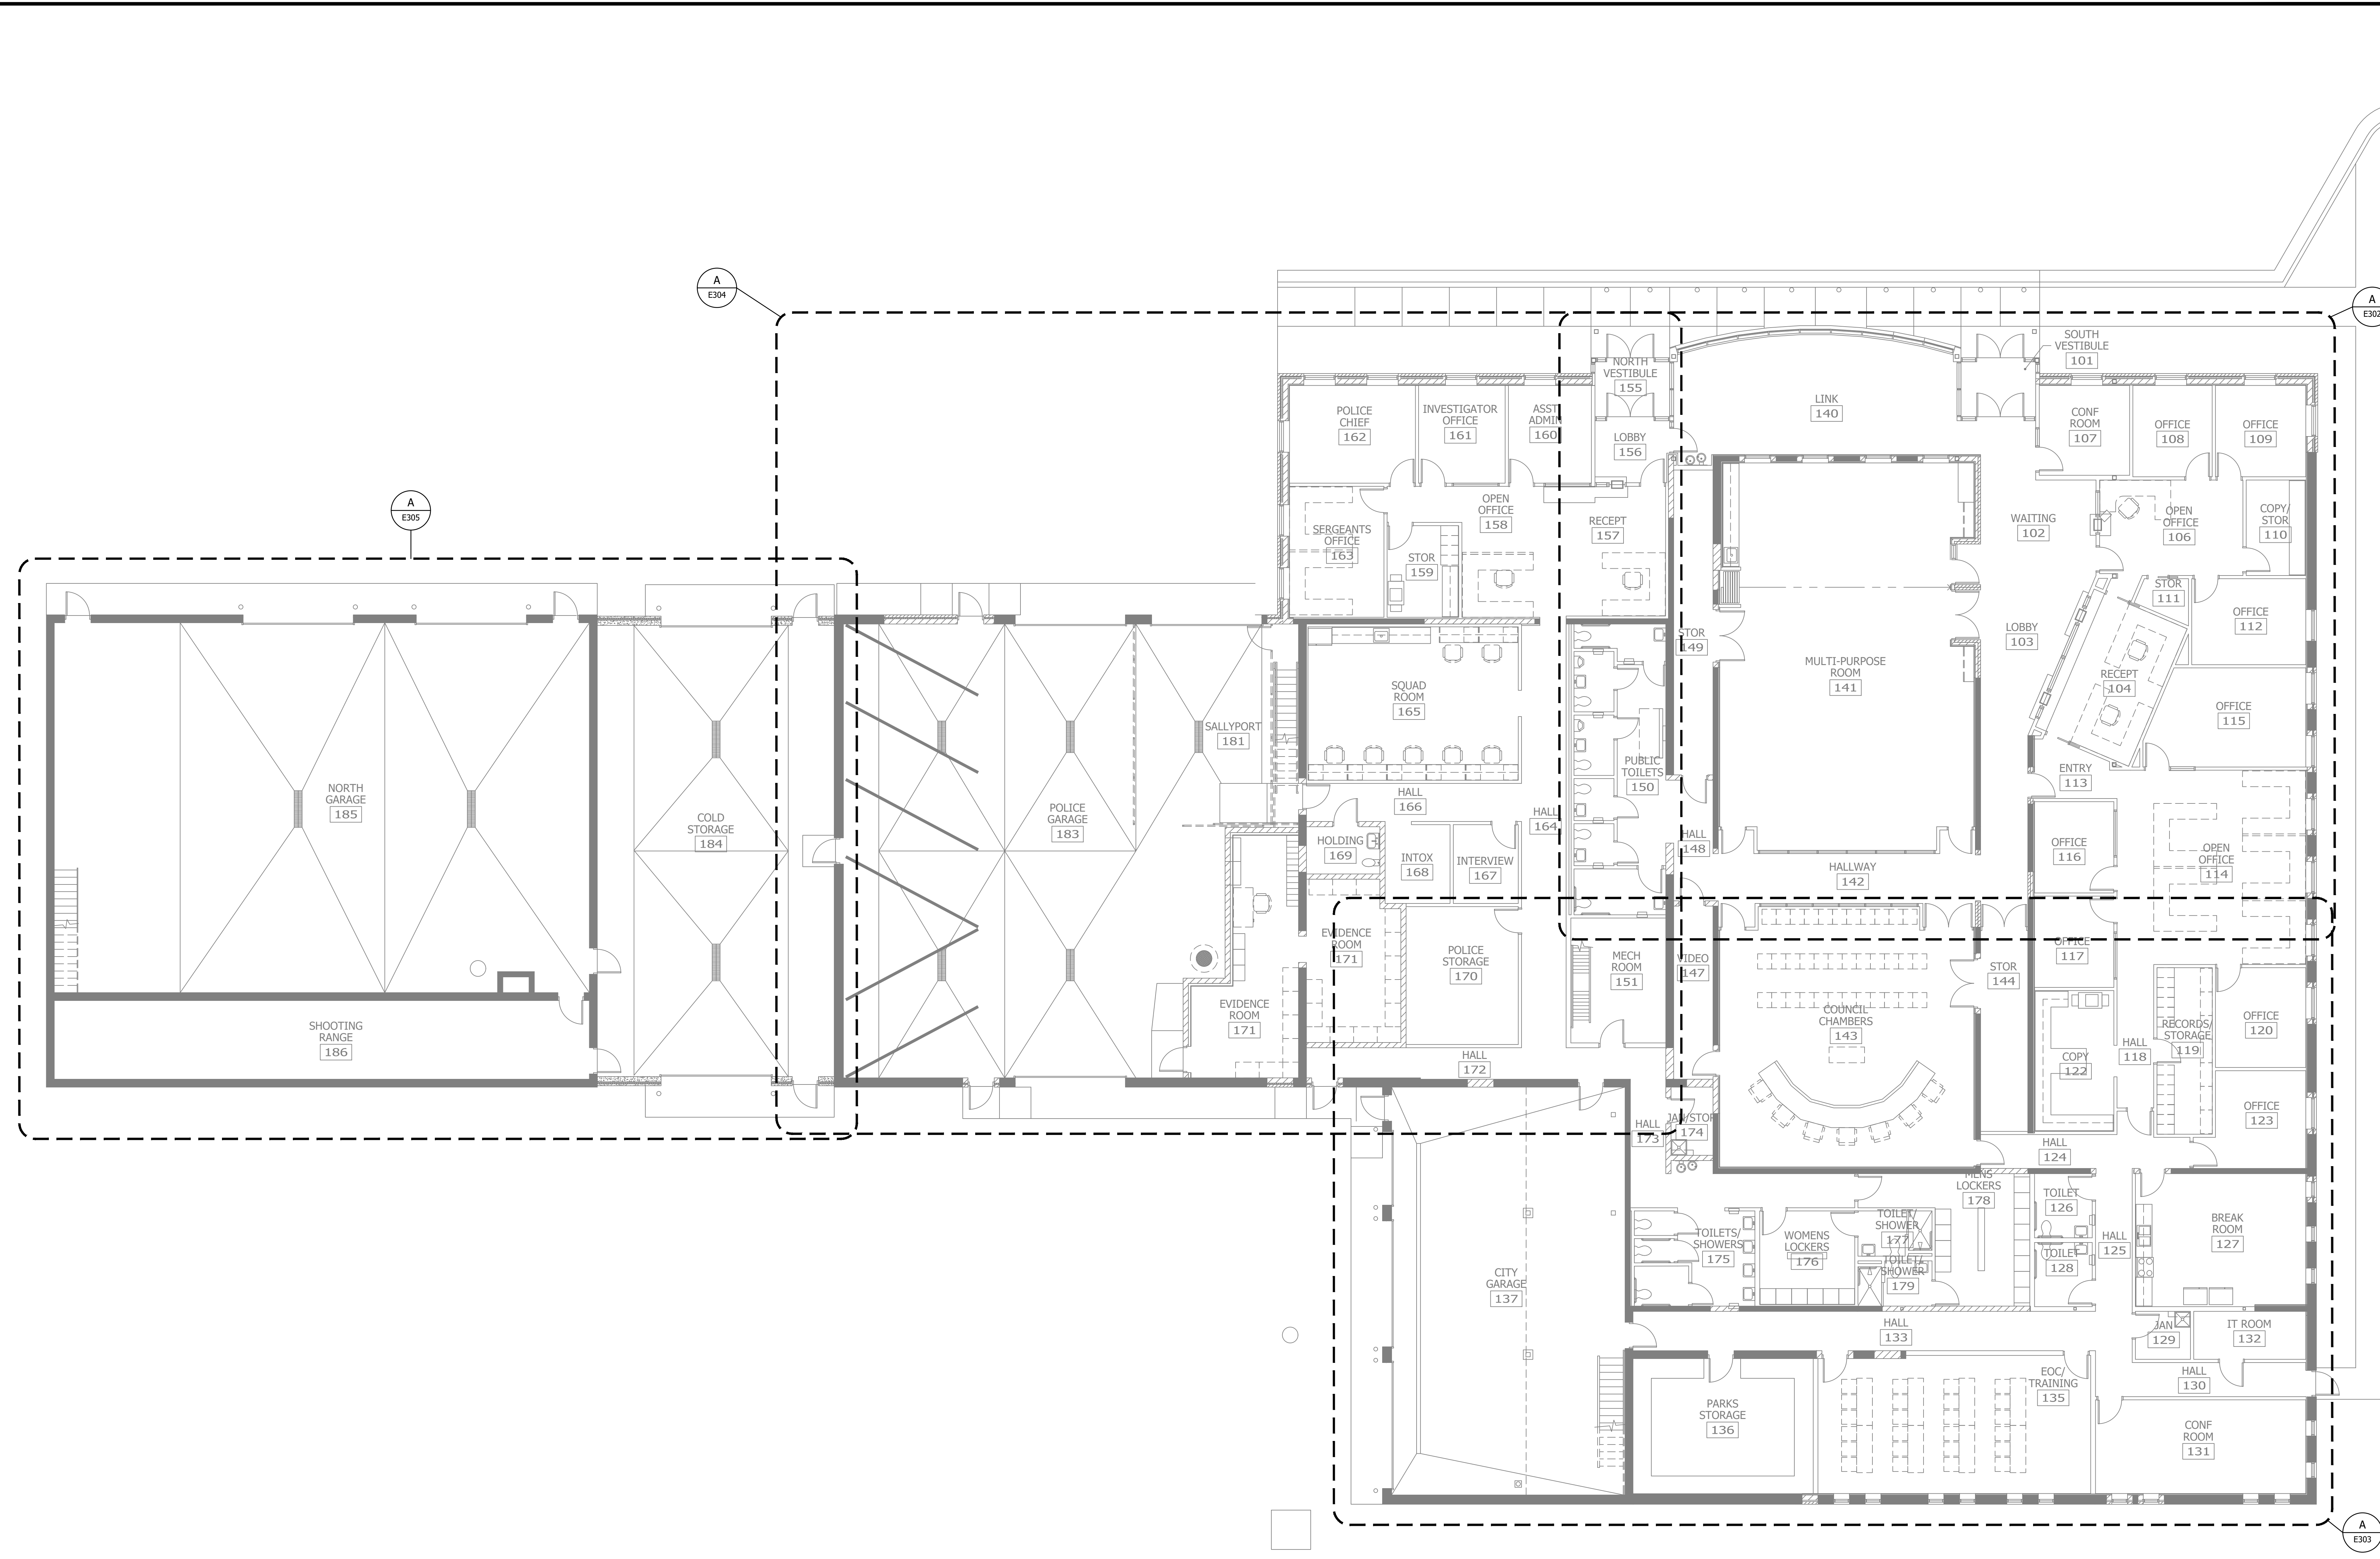 A
E304
A
E302
A
E305
A
E303
SOUTH
VESTIBULE
101
NORTH
VESTIBULE
155
LINK
140
POLICE
CHIEF
162
INVESTIGATOR
OFFICE
161
ASST
ADMIN
160
LOBBY
156
CONF
ROOM
107
OFFICE
108
OFFICE
109
SERGEANTS
OFFICE
163
STOR
159
OPEN
OFFICE
158
RECEPT
157
WAITING
102
OPEN
OFFICE
106
COPY/
STOR
110
STOR
111
OFFICE
112
LOBBY
103
RECEPT
104
OFFICE
115
STOR
149
MULTI-PURPOSE
ROOM
141
SQUAD
ROOM
165
SALLYPORT
181
PUBLIC
TOILETS
150
ENTRY
113
NORTH
GARAGE
185
COLD
STORAGE
184
POLICE
GARAGE
183
HALL
166
HALL
164
HALL
148
HOLDING
169
INTOX
168
INTERVIEW
167
HALLWAY
142
OFFICE
116
OPEN
OFFICE
114
EVIDENCE
ROOM
171
POLICE
STORAGE
170
MECH
ROOM
151
VIDEO
147
OFFICE
117
STOR
144
EVIDENCE
ROOM
171
COUNCIL
CHAMBERS
143
SHOOTING
RANGE
186
COPY
122
HALL
118
RECORDS/
STORAGE
119
OFFICE
120
HALL
172
HALL
173
JAN/STOR
174
HALL
124
OFFICE
123
MENS
LOCKERS
178
TOILET
126
TOILETS/
SHOWERS
175
WOMENS
LOCKERS
176
TOILET/
SHOWER
177
TOILET/
SHOWER
179
TOILET
128
HALL
125
BREAK
ROOM
127
CITY
GARAGE
137
HALL
133
JAN
129
IT ROOM
132
HALL
130
PARKS
STORAGE
136
EOC/
TRAINING
135
CONF
ROOM
131